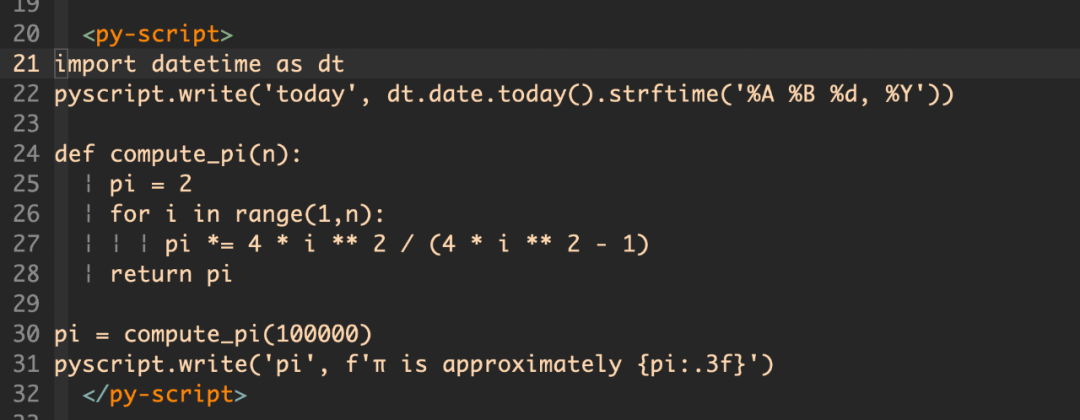 19
20 <py-script>
21 import datetime as dt
22 pyscript.write('today', dt.date.today().strftime('%A %B %d, %Y'))
23
24 def compute_pi(n):
25 ¦ pi = 2
26 ¦ for i in range(1,n):
27 ¦ ¦ ¦ pi *= 4 * i ** 2 / (4 * i ** 2 - 1)
28 ¦ return pi
29
30 pi = compute_pi(100000)
31 pyscript.write('pi', f'π is approximately {pi:.3f}')
32 </py-script>